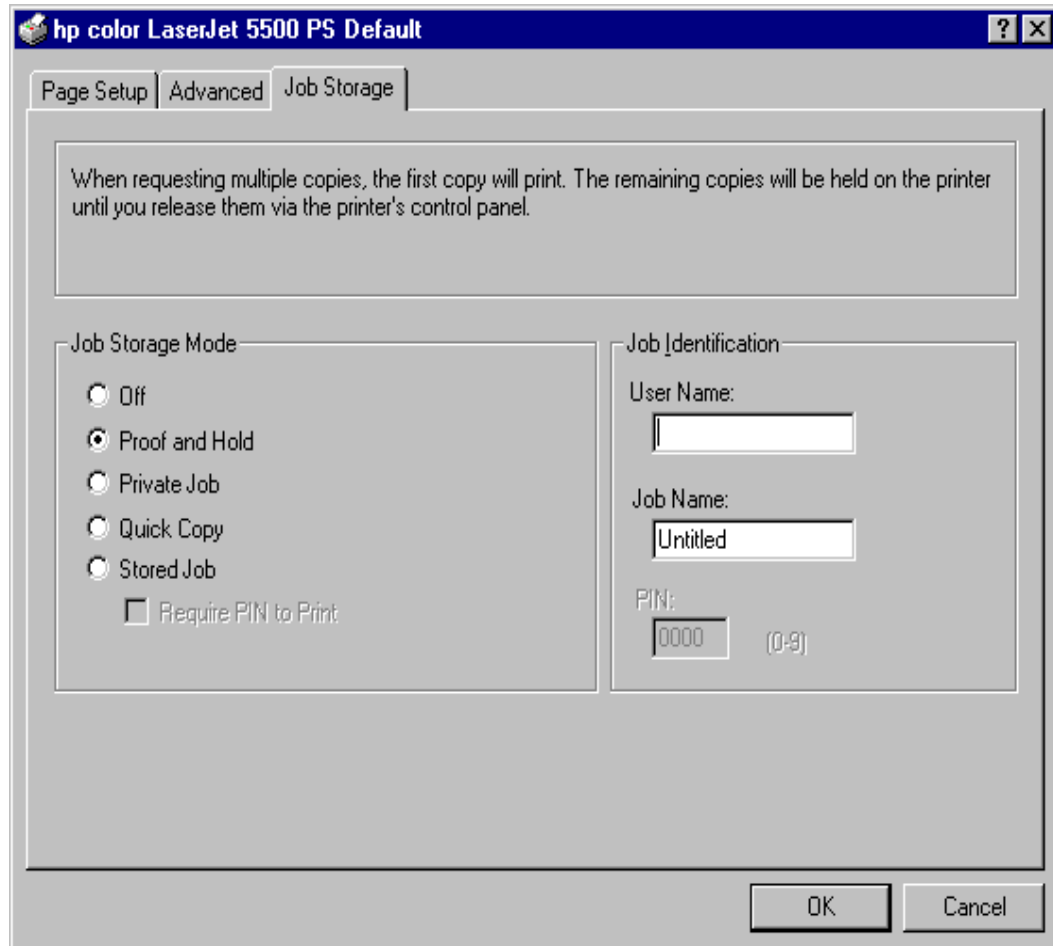 hp color LaserJet 5500 PS Default
Page Setup
Advanced
Job Storage
When requesting multiple copies, the first copy will print. The remaining copies will be held on the printer
until you release them via the printer's control panel.
Job Storage Mode
Off
Proof and Hold
Private Job
Quick Copy
Stored Job
Require PIN to Print
Job Identification
User Name:
Job Name:
Untitled
PIN:
0000 (0-9)
OK
Cancel